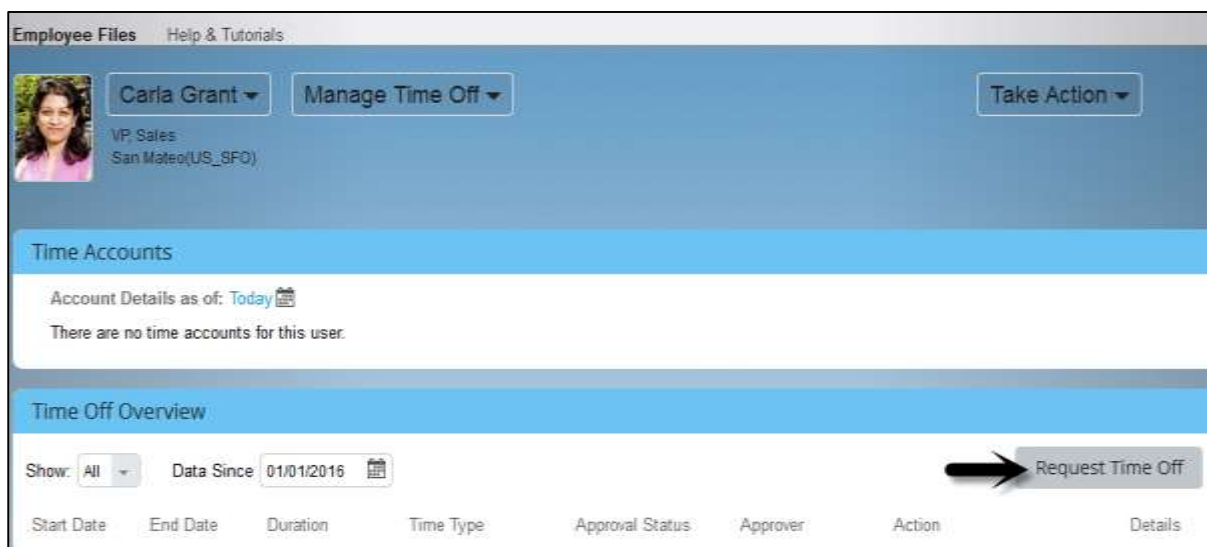 Employee Files Help & Tutorials
Carla Grant Manage Time Off Take Action
VP, Sales
San Mateo(US_SFO)
Time Accounts
Account Details as of: Today
There are no time accounts for this user.
Time Off Overview
Show: All Data Since 01/01/2016 Request Time Off
Start Date End Date Duration Time Type Approval Status Approver Action Details